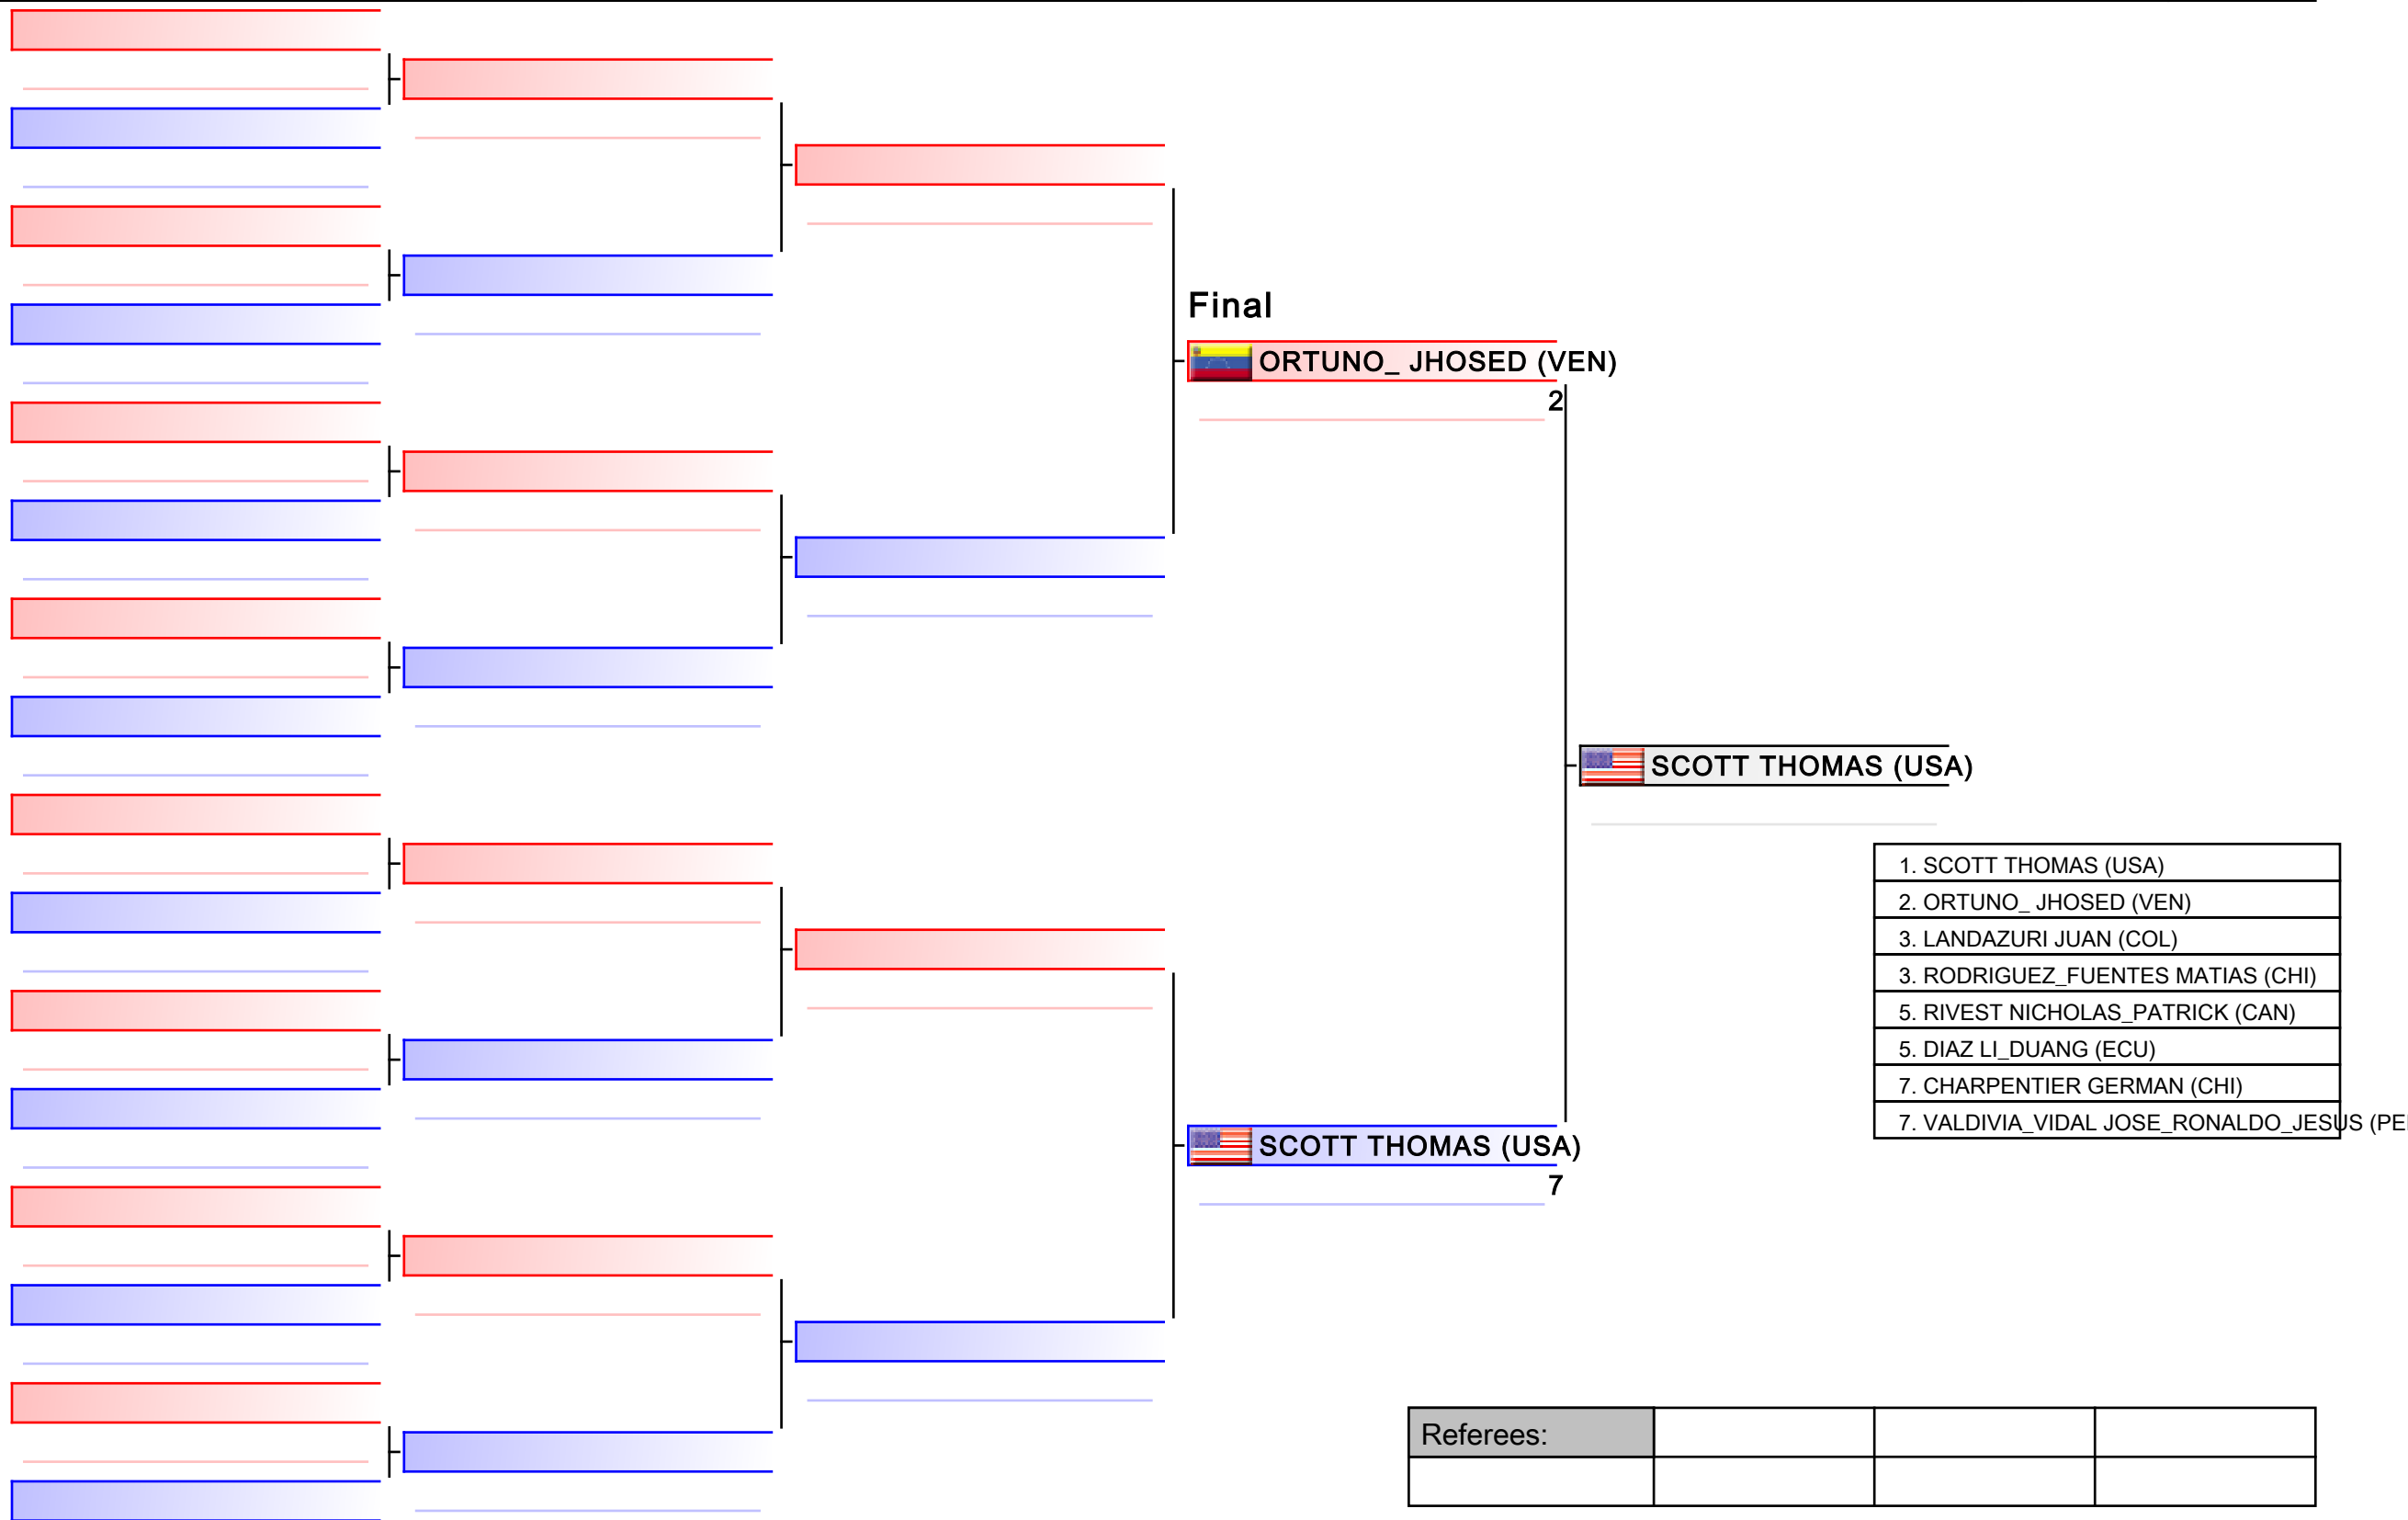 Final
ORTUNO_ JHOSED (VEN)
2
SCOTT THOMAS (USA)
1. SCOTT THOMAS (USA)
2. ORTUNO_ JHOSED (VEN)
3. LANDAZURI JUAN (COL)
3. RODRIGUEZ_FUENTES MATIAS (CHI)
5. RIVEST NICHOLAS_PATRICK (CAN)
5. DIAZ LI_DUANG (ECU)
7. CHARPENTIER GERMAN (CHI)
7. VALDIVIA_VIDAL JOSE_RONALDO_JESUS
SCOTT THOMAS (USA)
7
Referees: